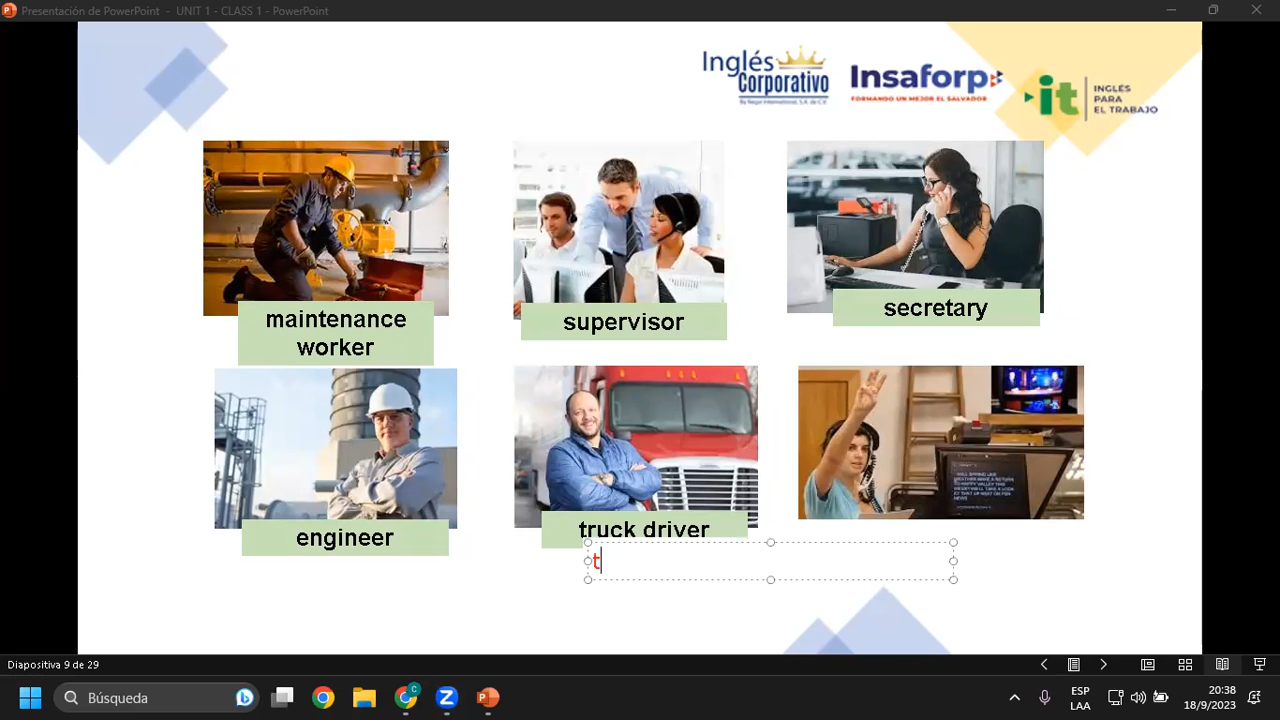 Presentación de PowerPoint - UNIT 1 - CLASS 1 - PowerPoint
Inglés
Corporativo
Insaforp
FORMANDO UN MEJOR EL SALVADOR
it
INGLÉS
PARA
EL TRABAJO
maintenance
worker
supervisor
secretary
engineer
truck driver
t
Diapositiva 9 de 29
Búsqueda
ESP
LAA
20:38
18/9/2023